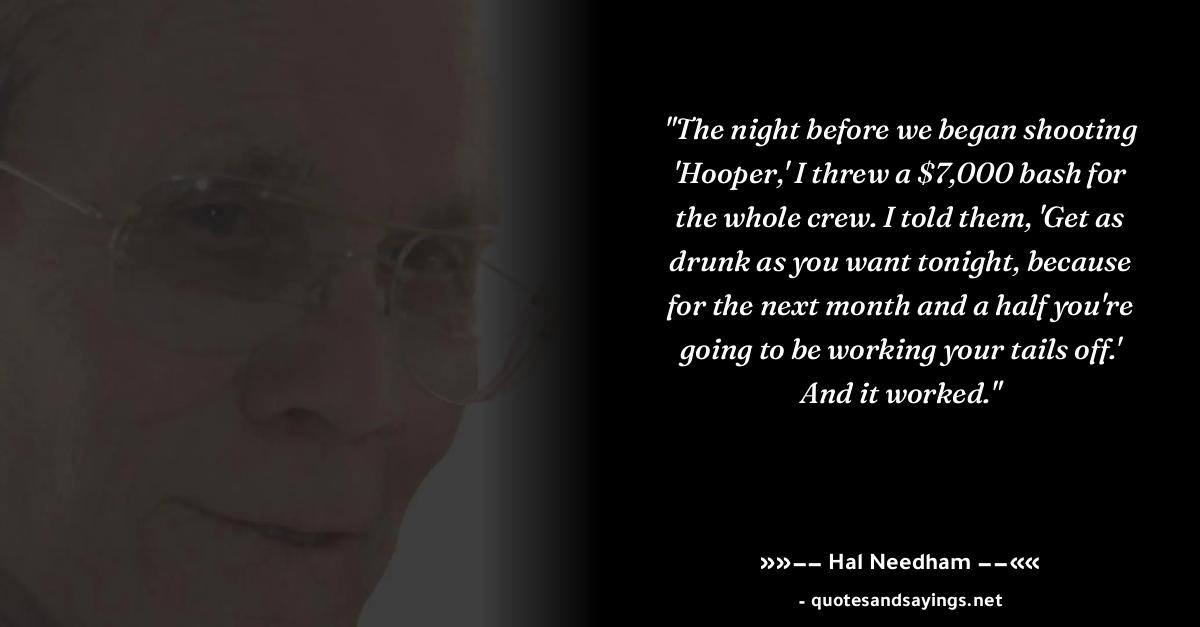 "The night before we began shooting
'Hooper,' I threw a $7,000 bash for
the whole crew. I told them, 'Get as
drunk as you want tonight, because
for the next month and a half you're
going to be working your tails off.'
And it worked."
»»−− Hal Needham −−««
- quotesandsayings.net